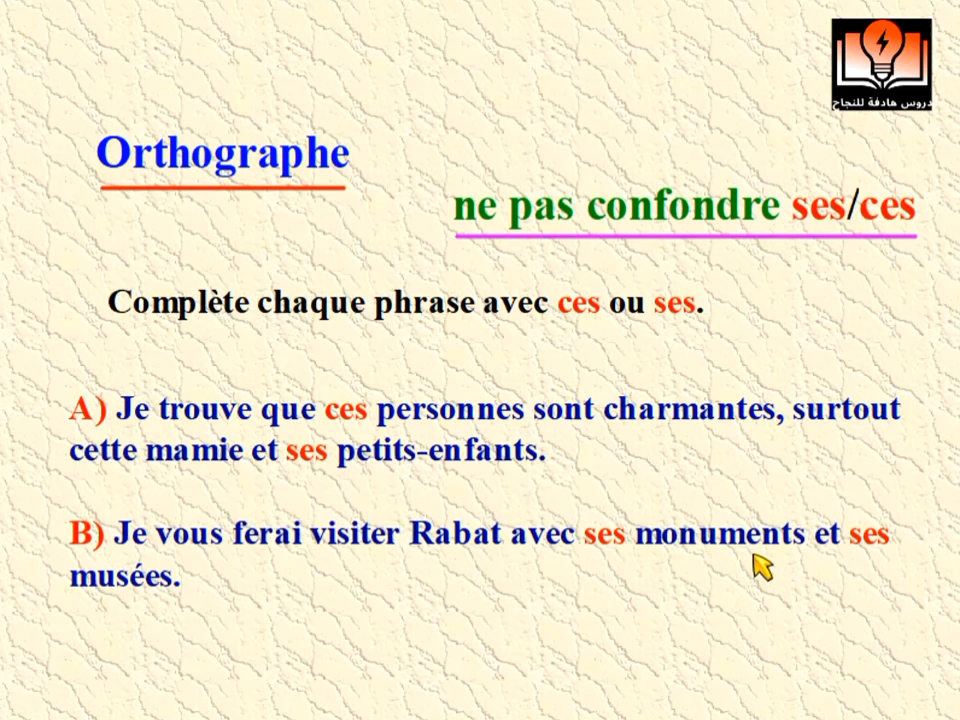 دروس هادفة للنجاح
Orthographe
ne pas confondre ses/ces
Complète chaque phrase avec ces ou ses.
A) Je trouve que ces personnes sont charmantes, surtout
cette mamie et ses petits-enfants.
B) Je vous ferai visiter Rabat avec ses monuments et ses
musées.